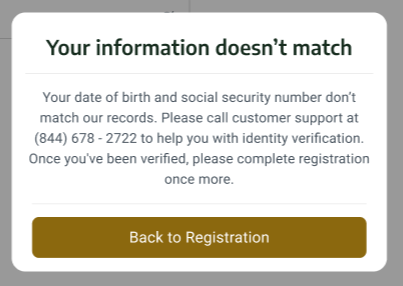 Your information doesn’t match
Your date of birth and social security number don’t
match our records. Please call customer support at
(844) 678 - 2722 to help you with identity verification.
Once you've been verified, please complete registration
once more.
Back to Registration